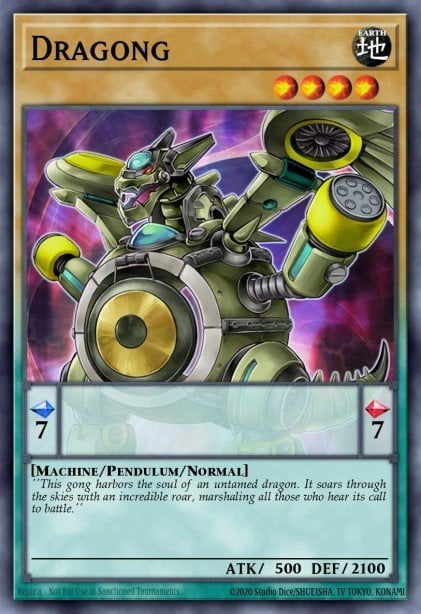 DRAGONG
EARTH
地
7
7
[MACHINE/PENDULUM/NORMAL]
''This gong harbors the soul of an untamed dragon. It soars through
the skies with an incredible roar, marshaling all those who hear its call
to battle.''
ATK/ 500 DEF/2100
Replica - Not For Use in Sanctioned Tournaments
©2020 Studio Dice/SHUEISHA, TV TOKYO, KONAMI